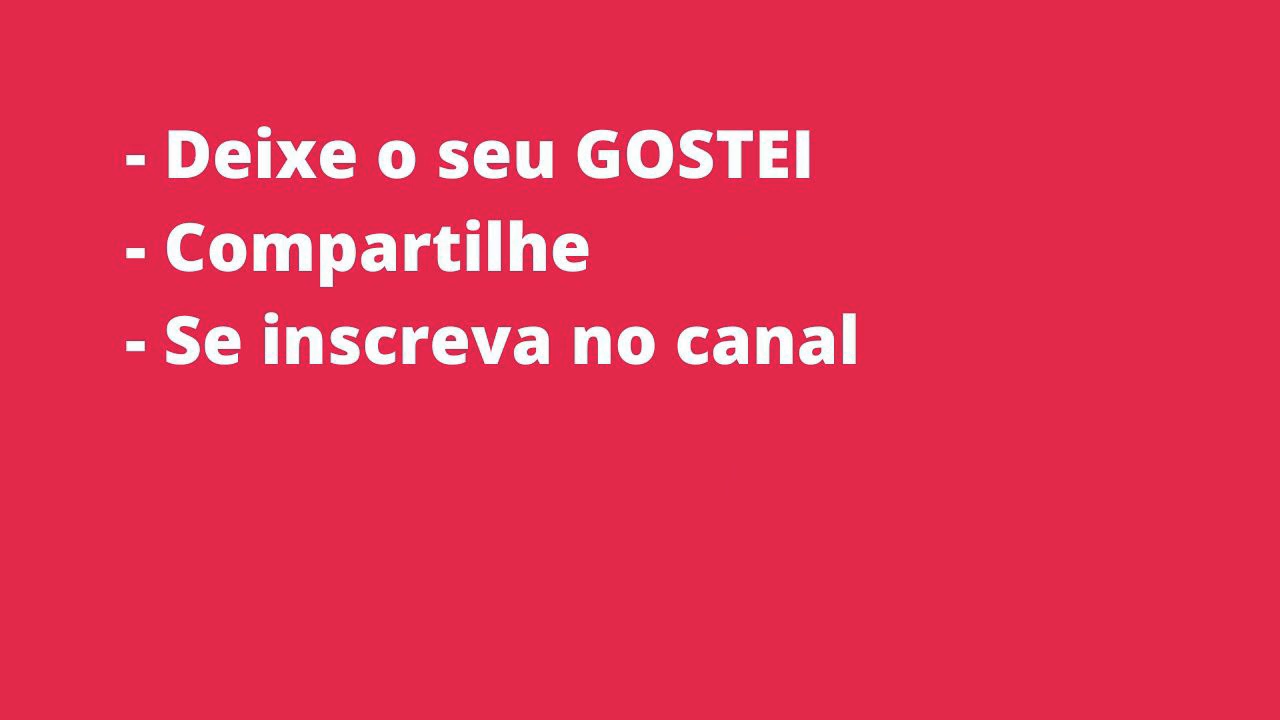 - Deixe o seu GOSTEI
- Compartilhe
- Se inscreva no canal